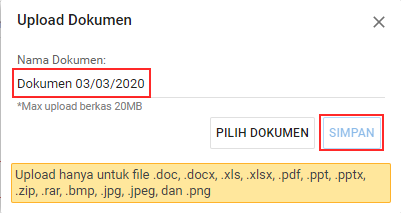 Upload Dokumen
Nama Dokumen:
Dokumen 03/03/2020
*Max upload berkas 20MB
PILIH DOKUMEN
SIMPAN
Upload hanya untuk file .doc, .docx, .xls, .xlsx, .pdf, .ppt, .pptx,
.zip, .rar, .bmp, .jpg, .jpeg, dan .png